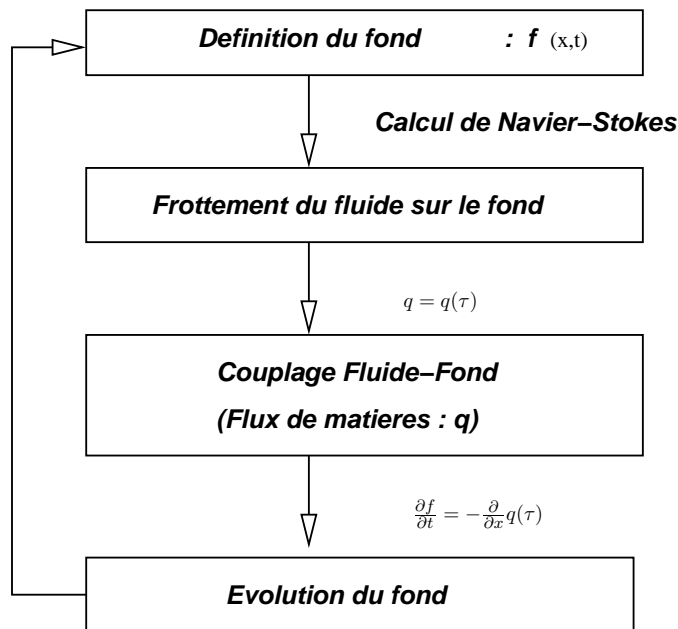 Definition du fond : f (x,t)
Calcul de Navier–Stokes
Frottement du fluide sur le fond
q = q(τ)
Couplage Fluide–Fond
(Flux de matieres : q)
∂f/∂t = −∂/∂x q(τ)
Evolution du fond